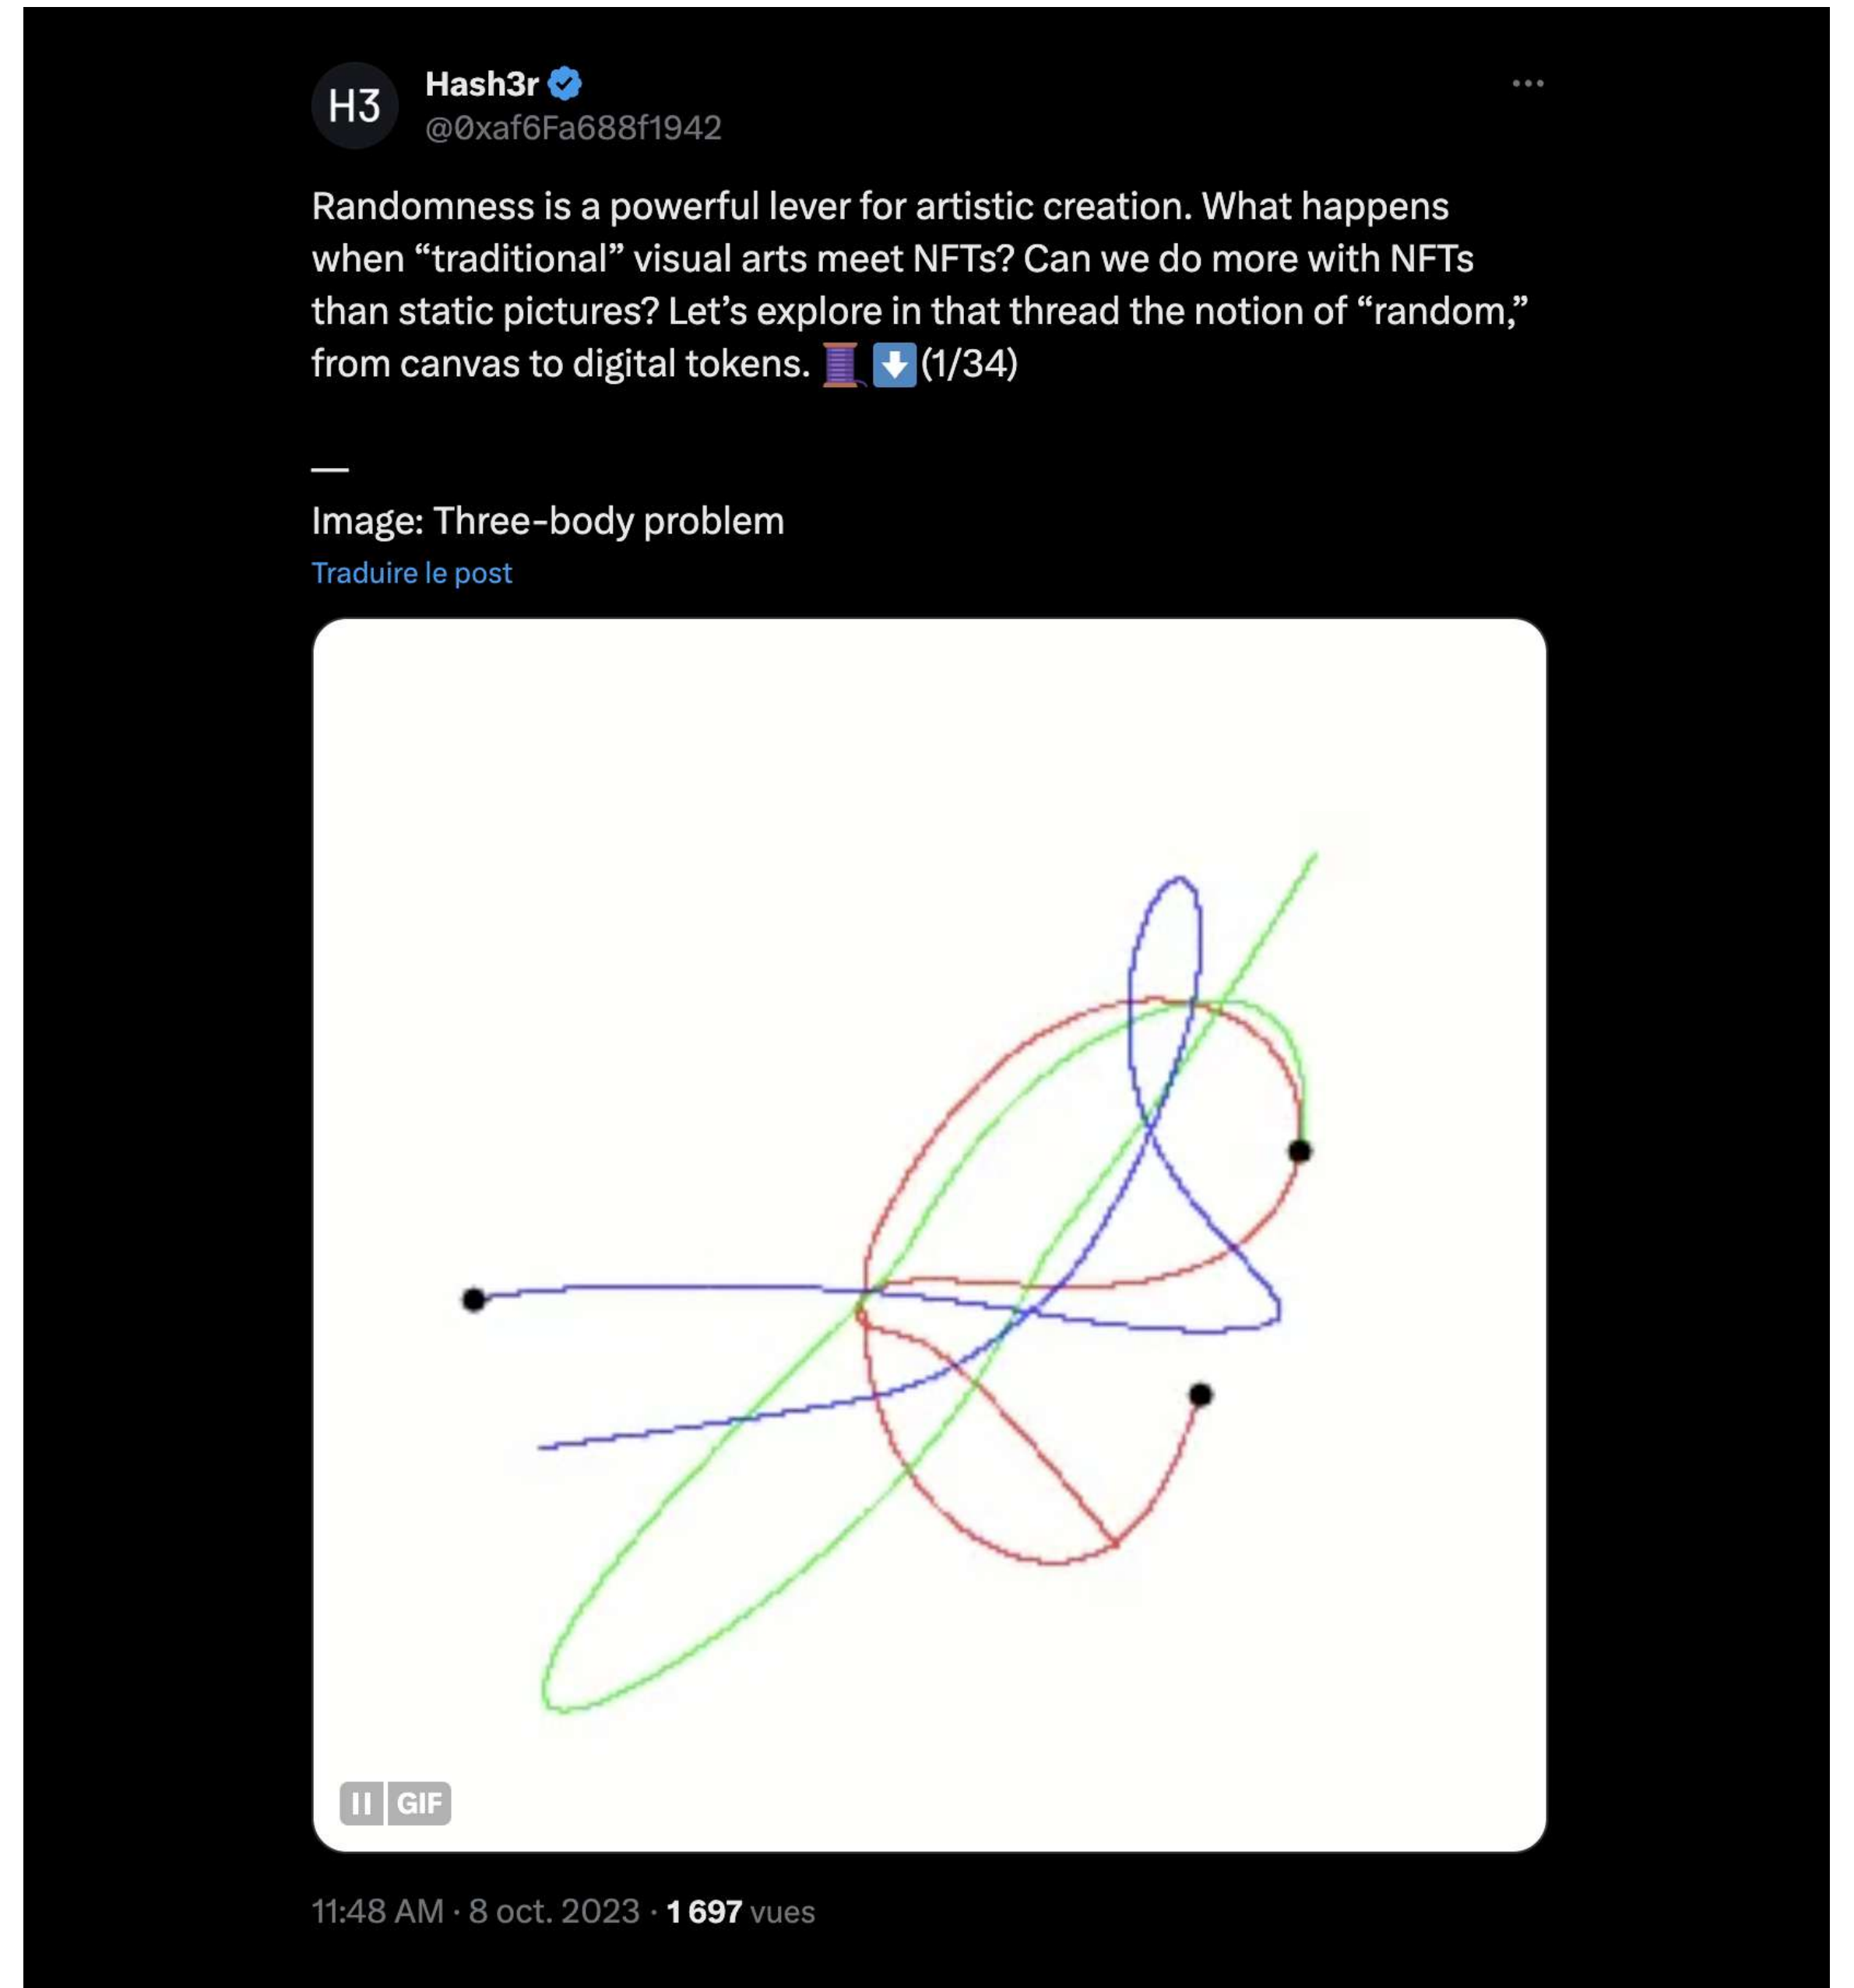 H3
Hash3r
@0xaf6Fa688f1942
Randomness is a powerful lever for artistic creation. What happens
when “traditional” visual arts meet NFTs? Can we do more with NFTs
than static pictures? Let’s explore in that thread the notion of “random,”
from canvas to digital tokens. 🧵 ⬇️(1/34)
—
Image: Three-body problem
Traduire le post
GIF
11:48 AM · 8 oct. 2023 · 1 697 vues